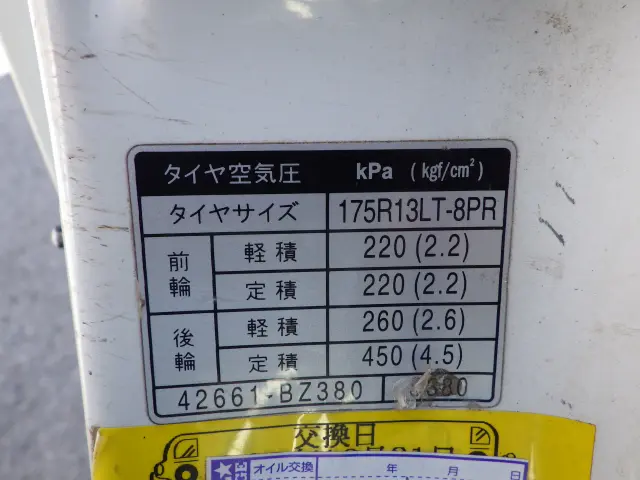 タイヤ空気圧 kPa (kgf/cm²)
タイヤサイズ 175R13LT-8PR
前輪 軽積 220 (2.2)
定積 220 (2.2)
後輪 軽積 260 (2.6)
定積 450 (4.5)
42661-BZ380
交換日
オイル交換 年 月 日